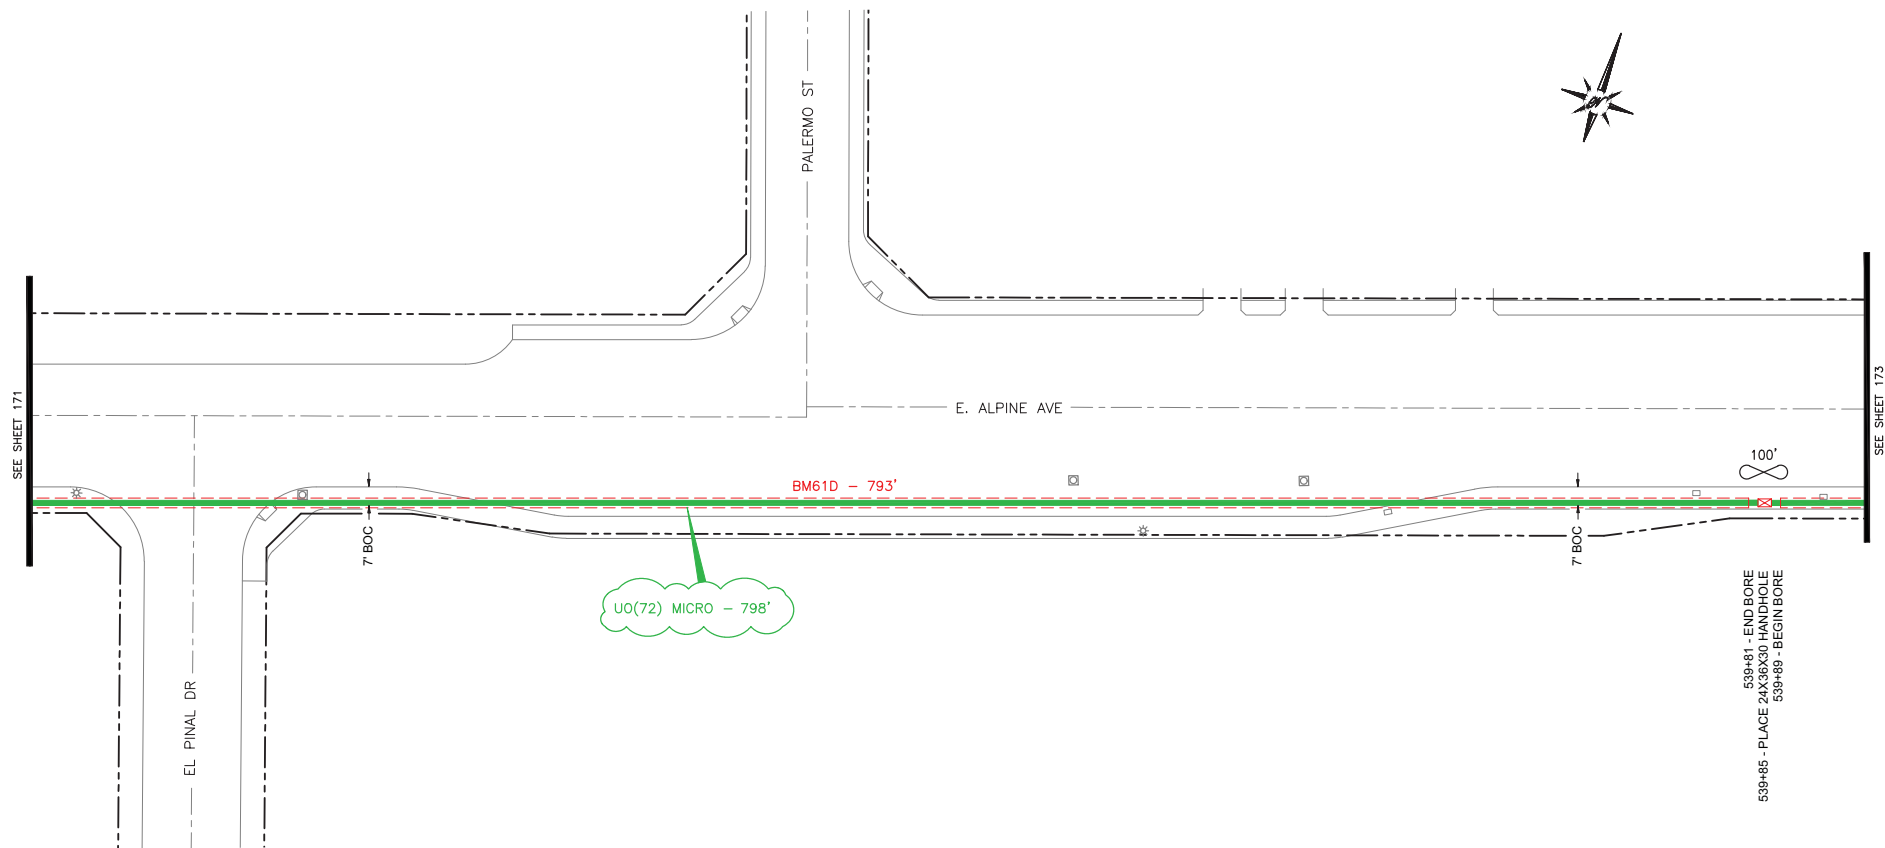 PALERMO ST
SEE SHEET 171
E. ALPINE AVE
SEE SHEET 173
100'
BM61D - 793'
7' BOC
7' BOC
UO(72) MICRO - 798'
EL PINAL DR
539+81 - END BORE
539+85 - PLACE 24X36X30 HANDHOLE
539+89 - BEGIN BORE